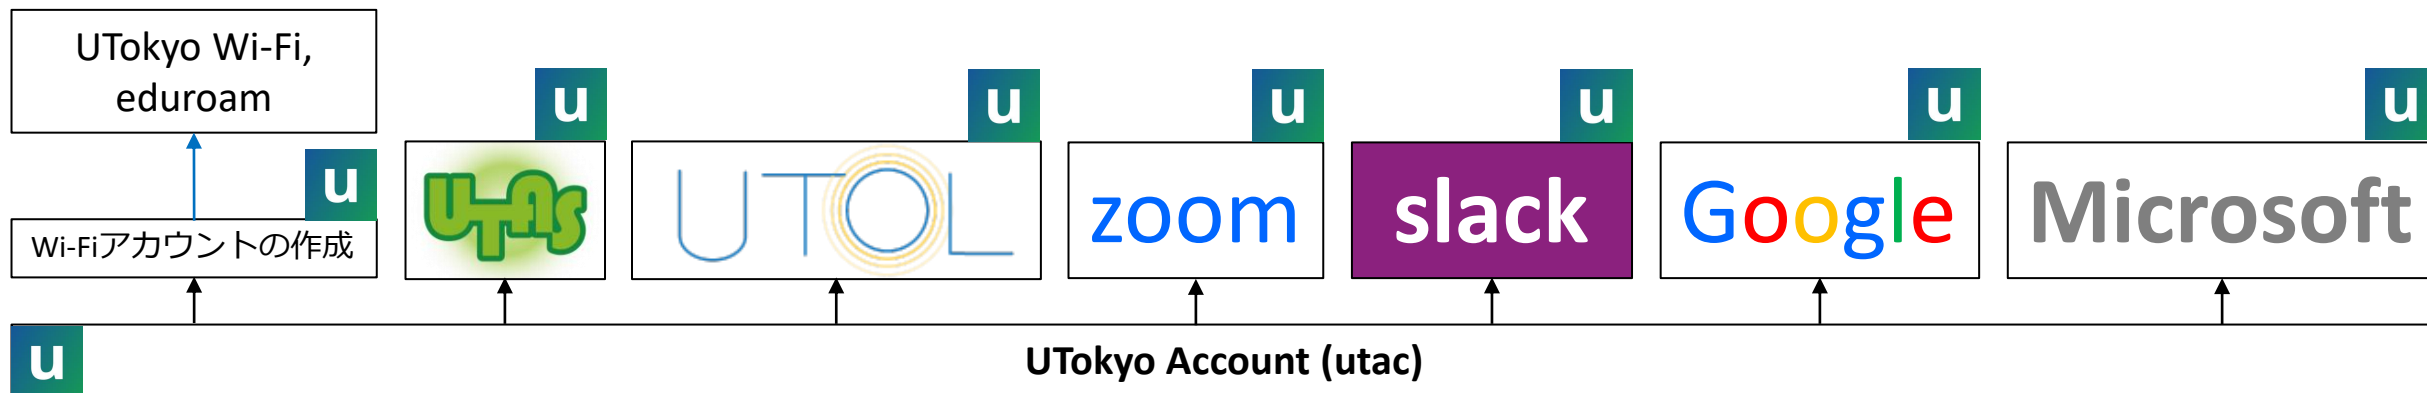 UTokyo Wi-Fi,
eduroam
u
Wi-Fiアカウントの作成
u
UTAS
u
UTOL
u
zoom
u
slack
u
Google
u
Microsoft
u
UTokyo Account (utac)